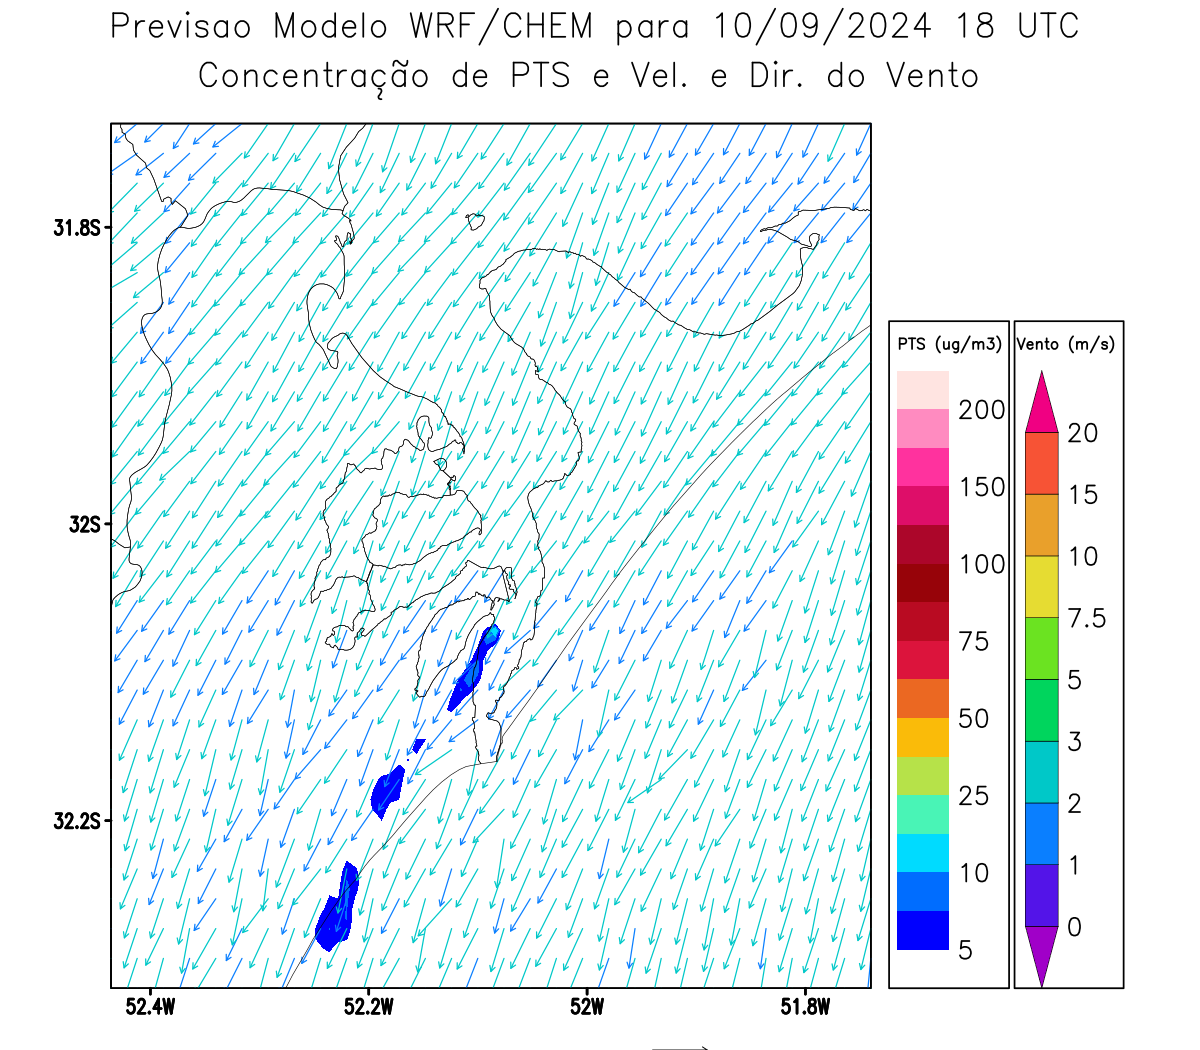 Previsao Modelo WRF/CHEM para 10/09/2024 18 UTC
Concentração de PTS e Vel. e Dir. do Vento
31.8S
32S
32.2S
52.4W
52.2W
52W
51.8W
PTS (ug/m3)
200
150
100
75
50
25
10
5
Vento (m/s)
20
15
10
7.5
5
3
2
1
0